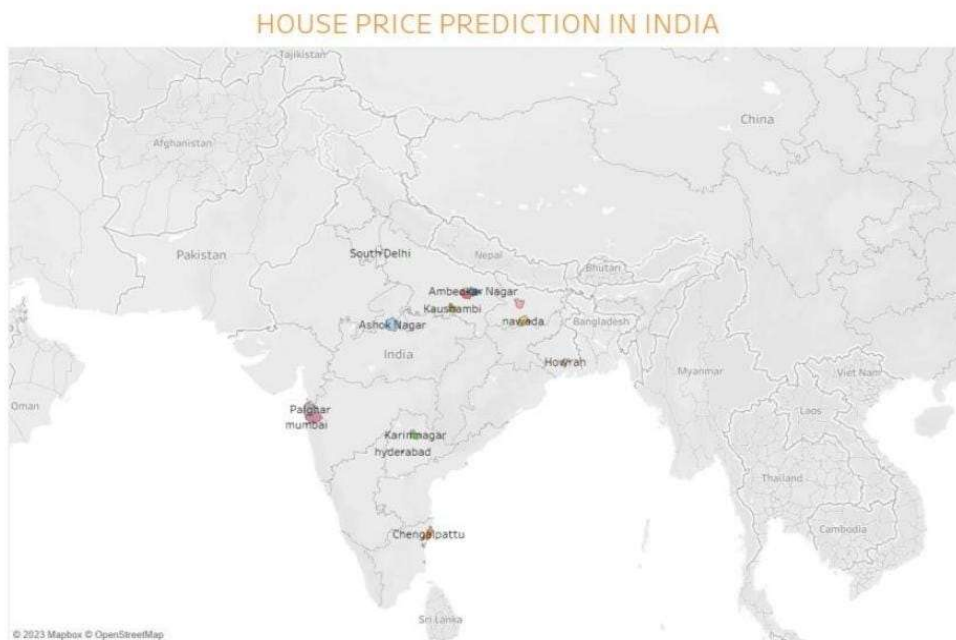 HOUSE PRICE PREDICTION IN INDIA
Tajikistan
China
Afghanistan
Pakistan
South Delhi
Nepal
Bhutan
Ambedkar Nagar
Kaushambi
nawada
Bangladesh
Ashok Nagar
India
Howrah
Myanmar
Viet Nam
Oman
Laos
Palghar
mumbai
Karimnagar
hyderabad
Thailand
Cambodia
Chengalpattu
Sri Lanka
© 2023 Mapbox © OpenStreetMap